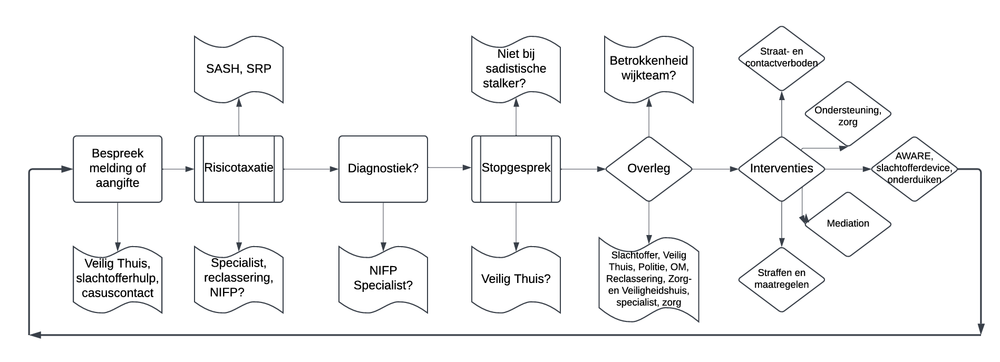 SASH, SRP
Niet bij
sadistische
stalker?
Betrokkenheid
wijkteam?
Straat- en
contactverboden
Ondersteuning,
zorg
Bespreek
melding of
aangifte
Risicotaxatie
Diagnostiek?
Stopgesprek
Overleg
Interventies
AWARE,
slachtofferdevice,
onderduiken
Mediation
Veilig Thuis,
slachtofferhulp,
casuscontact
Specialist,
reclassering,
NIFP?
NIFP
Specialist?
Veilig Thuis?
Slachtoffer, Veilig
Thuis, Politie, OM,
Reclassering, Zorg-
en Veiligheidshuis,
specialist, zorg
Straffen en
maatregelen